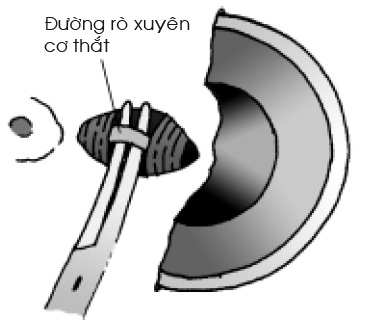 Đường rò xuyên
cơ thắt